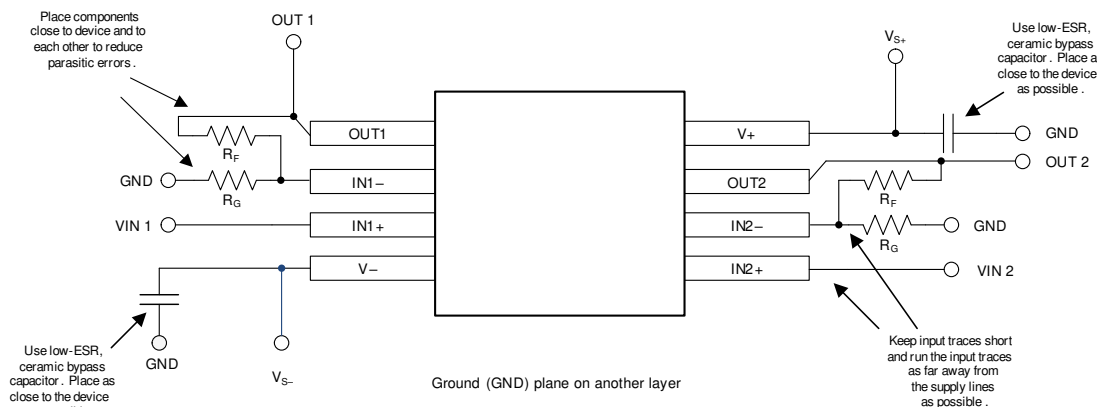 Place components
close to device and to
each other to reduce
parasitic errors .
OUT 1
VS+
Use low-ESR,
ceramic bypass
capacitor . Place a
close to the device
as possible .
OUT1
V+
GND
RF
OUT 2
GND
IN1−
OUT2
RF
RG
VIN 1
IN1+
IN2−
GND
RG
V−
IN2+
VIN 2
GND
Use low-ESR,
ceramic bypass
capacitor . Place as
close to the device
VS−
Ground (GND) plane on another layer
Keep input traces short
and run the input traces
as far away from
the supply lines
as possible .